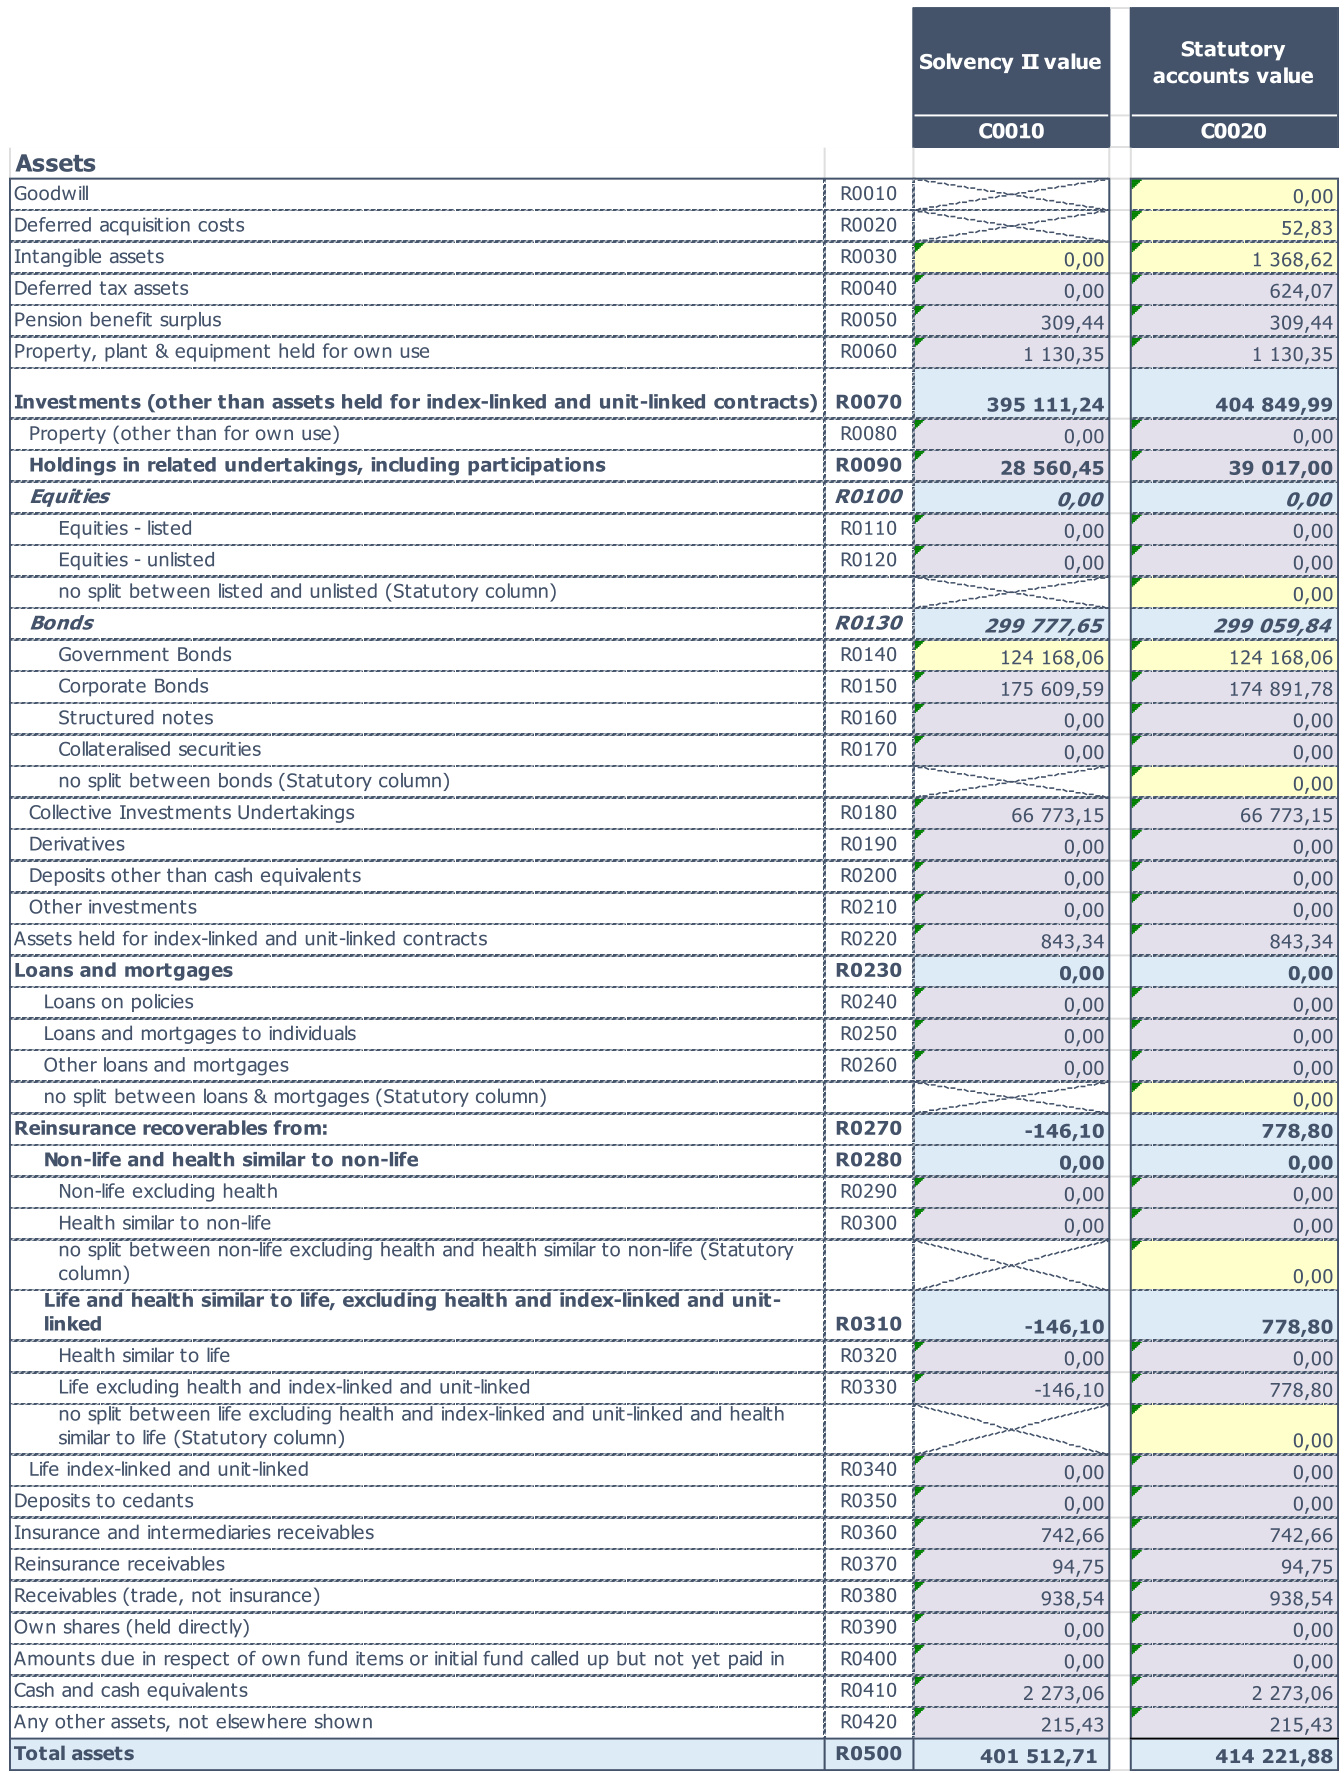 Solvency II value
Statutory
accounts value
C0010
C0020
Assets
Goodwill R0010 0,00
Deferred acquisition costs R0020 52,83
Intangible assets R0030 0,00 1 368,62
Deferred tax assets R0040 0,00 624,07
Pension benefit surplus R0050 309,44 309,44
Property, plant & equipment held for own use R0060 1 130,35 1 130,35
Investments (other than assets held for index-linked and unit-linked contracts) R0070 395 111,24 404 849,99
Property (other than for own use) R0080 0,00 0,00
Holdings in related undertakings, including participations R0090 28 560,45 39 017,00
Equities R0100 0,00 0,00
Equities - listed R0110 0,00 0,00
Equities - unlisted R0120 0,00 0,00
no split between listed and unlisted (Statutory column) 0,00
Bonds R0130 299 777,65 299 059,84
Government Bonds R0140 124 168,06 124 168,06
Corporate Bonds R0150 175 609,59 174 891,78
Structured notes R0160 0,00 0,00
Collateralised securities R0170 0,00 0,00
no split between bonds (Statutory column) 0,00
Collective Investments Undertakings R0180 66 773,15 66 773,15
Derivatives R0190 0,00 0,00
Deposits other than cash equivalents R0200 0,00 0,00
Other investments R0210 0,00 0,00
Assets held for index-linked and unit-linked contracts R0220 843,34 843,34
Loans and mortgages R0230 0,00 0,00
Loans on policies R0240 0,00 0,00
Loans and mortgages to individuals R0250 0,00 0,00
Other loans and mortgages R0260 0,00 0,00
no split between loans & mortgages (Statutory column) 0,00
Reinsurance recoverables from: R0270 -146,10 778,80
Non-life and health similar to non-life R0280 0,00 0,00
Non-life excluding health R0290 0,00 0,00
Health similar to non-life R0300 0,00 0,00
no split between non-life excluding health and health similar to non-life (Statutory
column) 0,00
Life and health similar to life, excluding health and index-linked and unit-
linked R0310 -146,10 778,80
Health similar to life R0320 0,00 0,00
Life excluding health and index-linked and unit-linked R0330 -146,10 778,80
no split between life excluding health and index-linked and unit-linked and health
similar to life (Statutory column) 0,00
Life index-linked and unit-linked R0340 0,00 0,00
Deposits to cedants R0350 0,00 0,00
Insurance and intermediaries receivables R0360 742,66 742,66
Reinsurance receivables R0370 94,75 94,75
Receivables (trade, not insurance) R0380 938,54 938,54
Own shares (held directly) R0390 0,00 0,00
Amounts due in respect of own fund items or initial fund called up but not yet paid in R0400 0,00 0,00
Cash and cash equivalents R0410 2 273,06 2 273,06
Any other assets, not elsewhere shown R0420 215,43 215,43
Total assets R0500 401 512,71 414 221,88